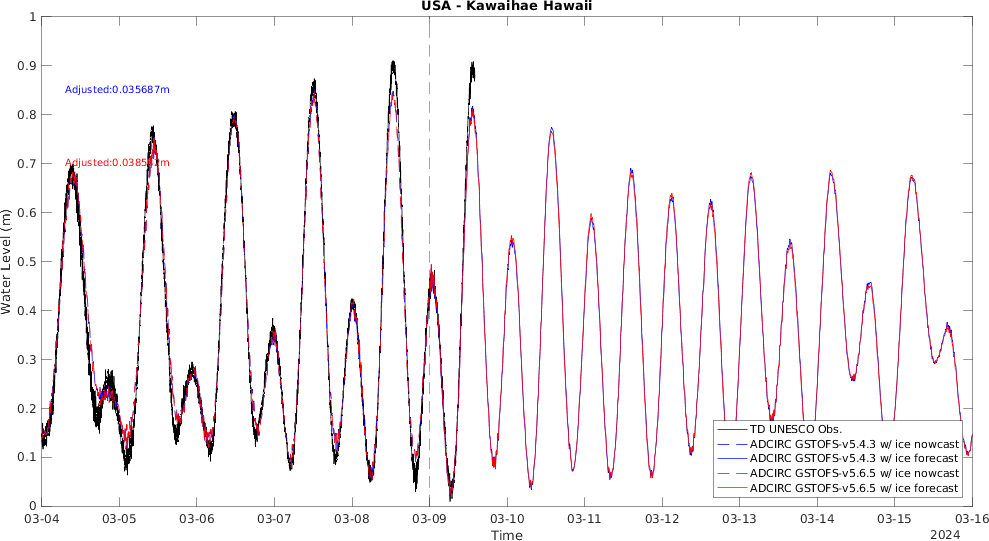 USA - Kawaihae Hawaii
1
0.9
0.8
0.7
0.6
0.5
0.4
0.3
0.2
0.1
0
Water Level (m)
Adjusted:0.035687m
TD UNESCO Obs.
ADCIRC GSTOFS-v5.4.3 w/ ice nowcast
ADCIRC GSTOFS-v5.4.3 w/ ice forecast
ADCIRC GSTOFS-v5.6.5 w/ ice nowcast
ADCIRC GSTOFS-v5.6.5 w/ ice forecast
03-04 03-05 03-06 03-07 03-08 03-09 03-10 03-11 03-12 03-13 03-14 03-15 03-16
Time
2024